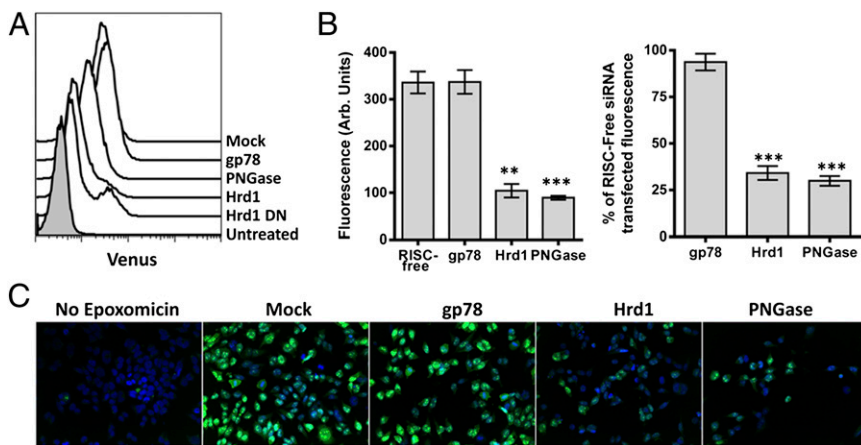 A
Mock
gp78
PNGase
Hrd1
Hrd1 DN
Untreated
Venus
B
Fluorescence (Arb. Units)
400
300
200
100
0
**
***
RISC-free
gp78
Hrd1
PNGase
% of RISC-Free siRNA
transfected fluorescence
100
75
50
25
0
***
***
gp78
Hrd1
PNGase
C
No Epoxomicin
Mock
gp78
Hrd1
PNGase